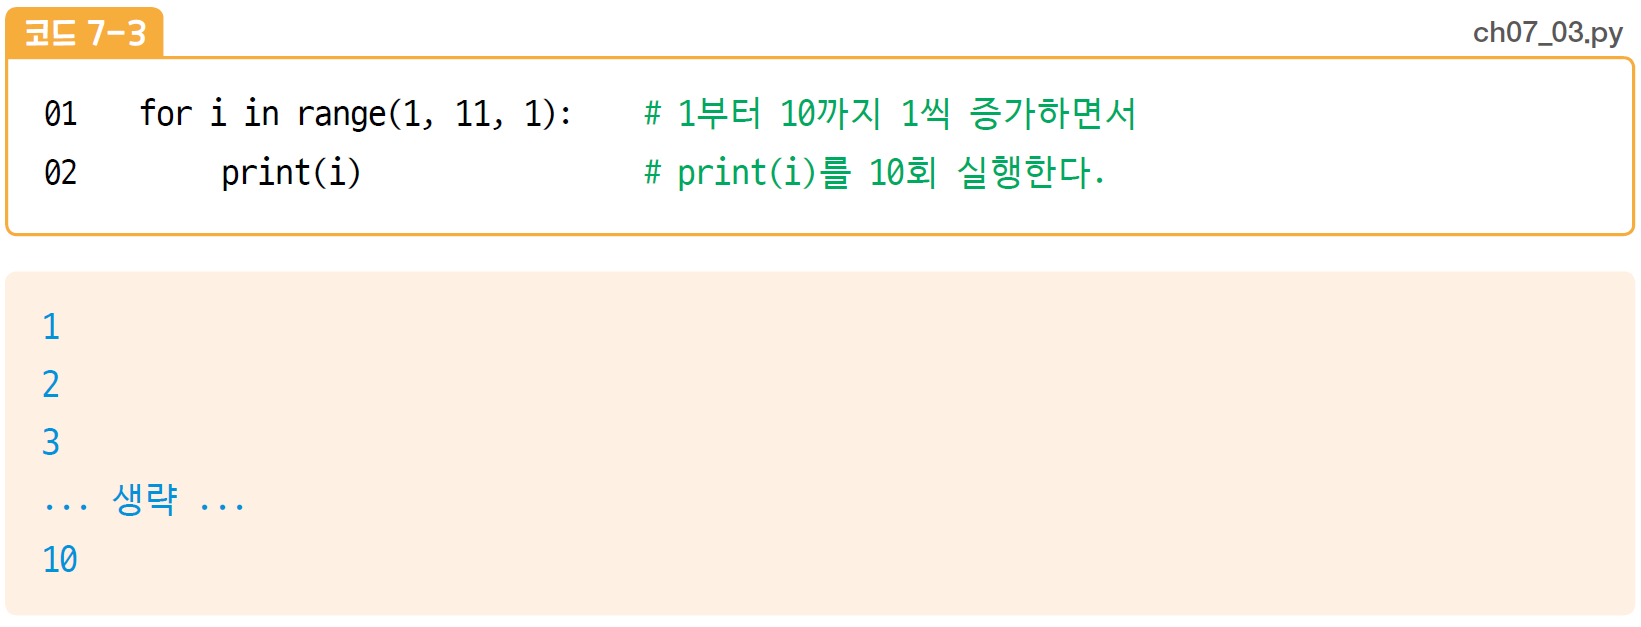 코드 7-3
ch07_03.py
01 for i in range(1, 11, 1): # 1부터 10까지 1씩 증가하면서
02 print(i) # print(i)를 10회 실행한다.
1
2
3
... 생략 ...
10